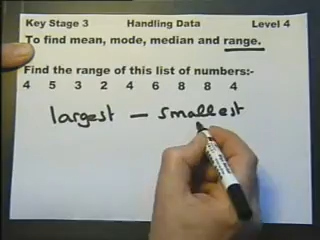 Key Stage 3 Handling Data Level 4
To find mean, mode, median and range.
Find the range of this list of numbers:-
4 5 3 2 4 6 8 8 4
largest — smallest